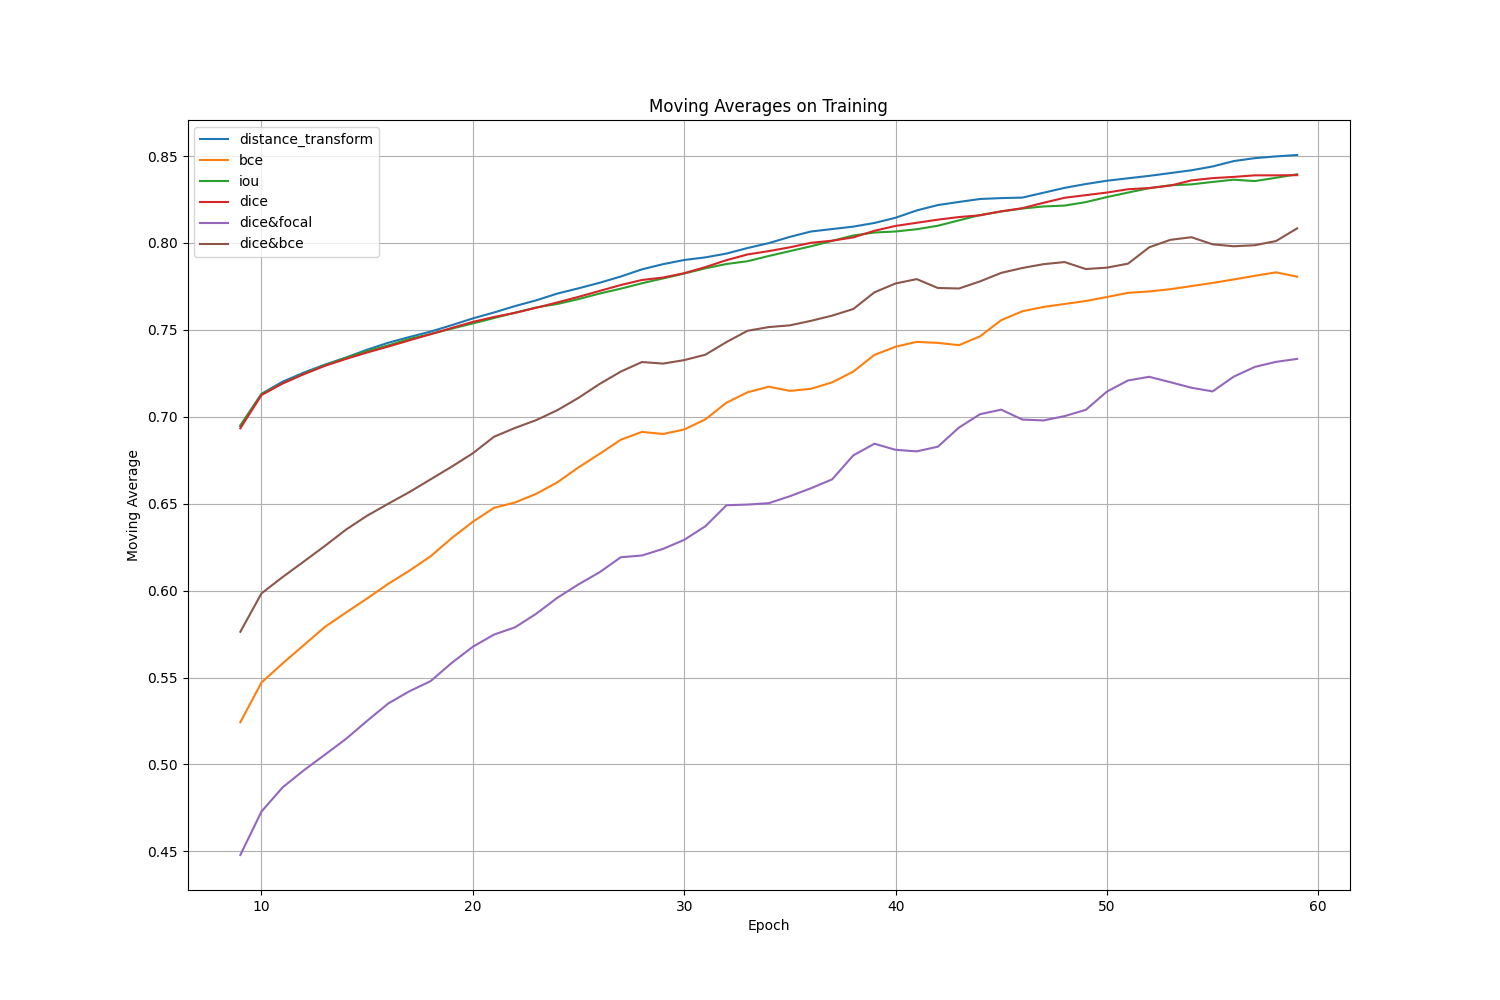 Moving Averages on Training
distance_transform
bce
iou
dice
dice&focal
dice&bce
0.85
0.80
0.75
0.70
0.65
0.60
0.55
0.50
0.45
Moving Average
10 20 30 40 50 60
Epoch